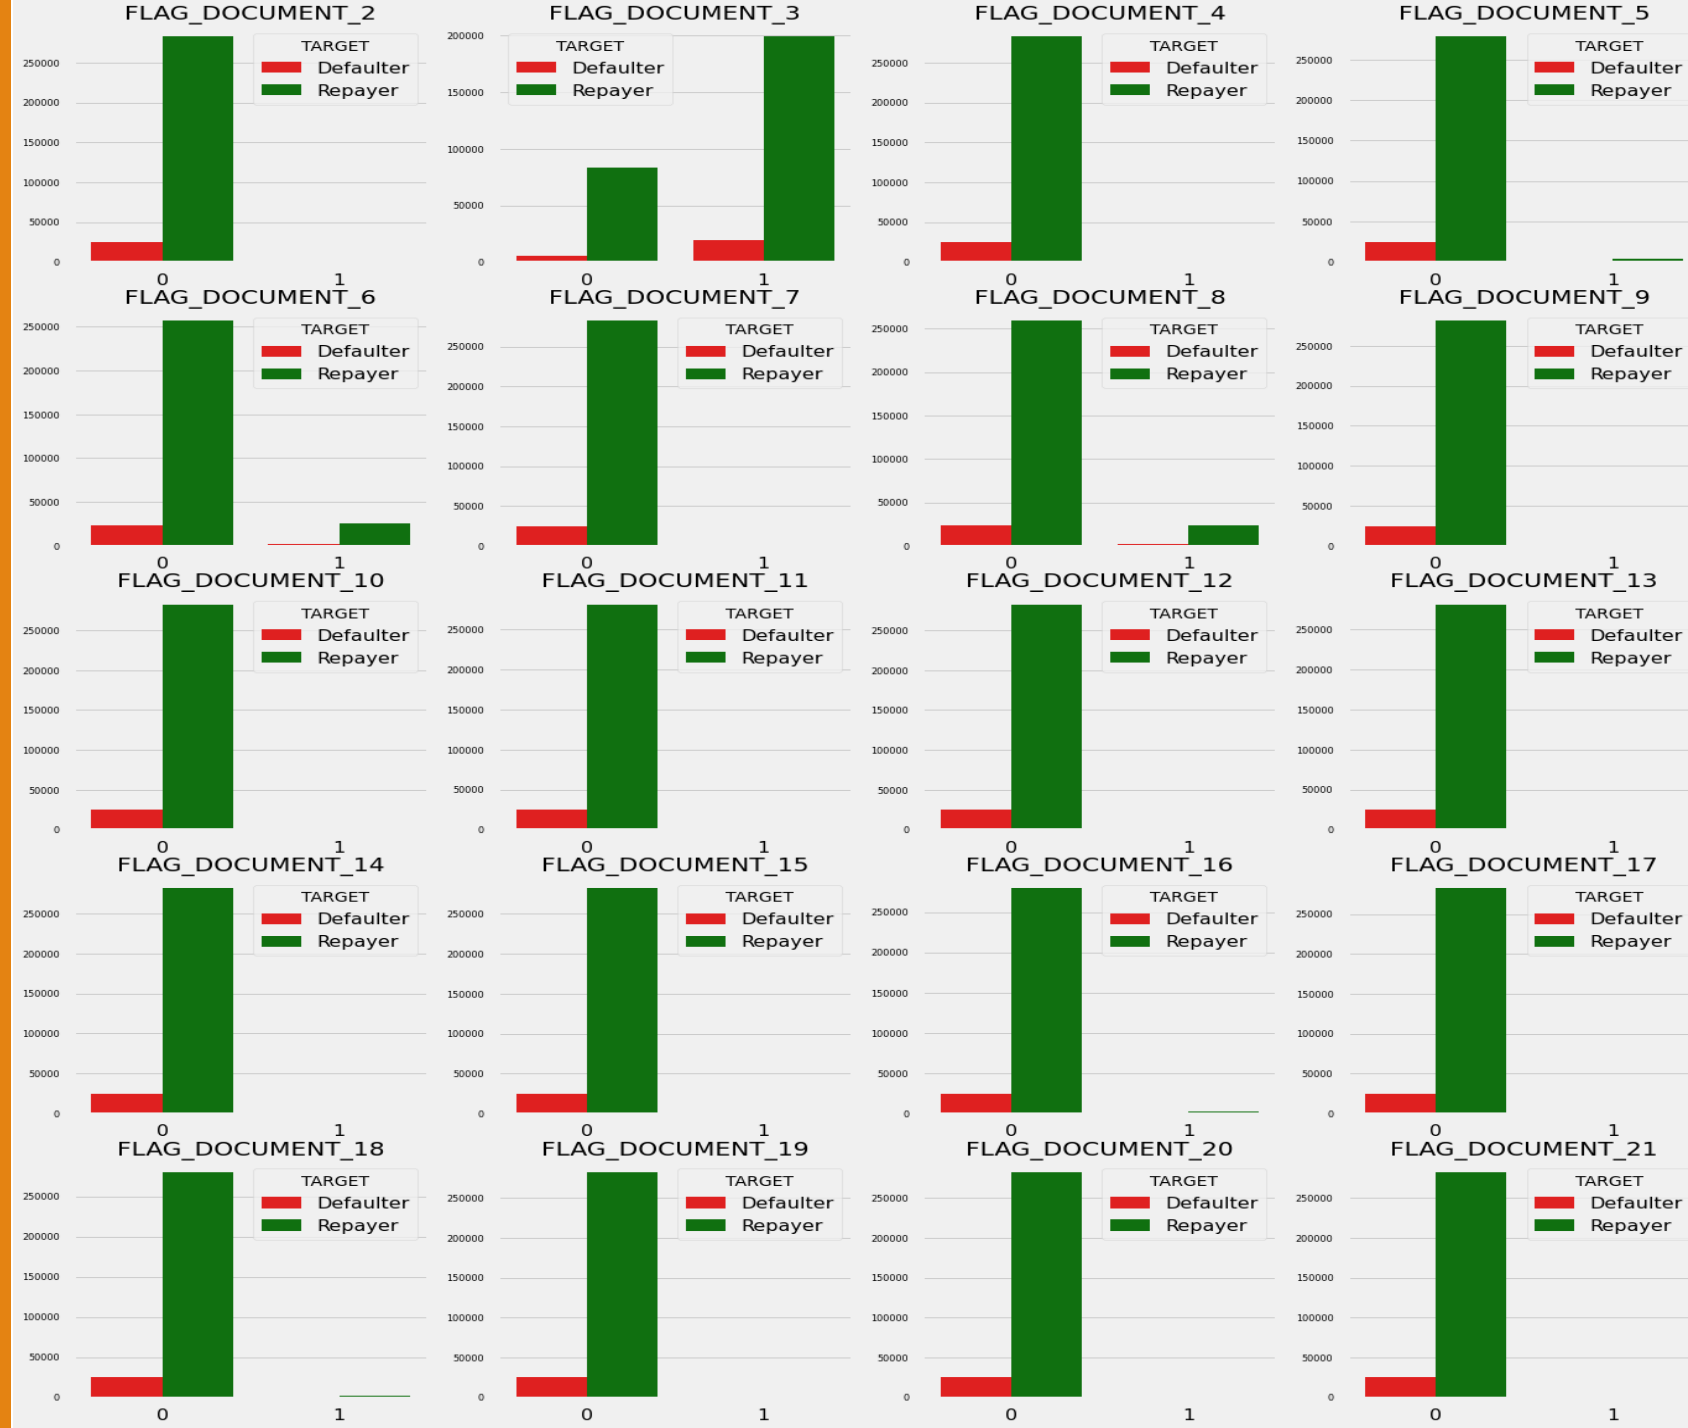 FLAG_DOCUMENT_2
TARGET
Defaulter
Repayer
250000
200000
150000
100000
50000
0
0 1
FLAG_DOCUMENT_3
TARGET
Defaulter
Repayer
200000
150000
100000
50000
0
0 1
FLAG_DOCUMENT_4
TARGET
Defaulter
Repayer
250000
200000
150000
100000
50000
0
0 1
FLAG_DOCUMENT_5
TARGET
Defaulter
Repayer
250000
200000
150000
100000
50000
0
0 1
FLAG_DOCUMENT_6
TARGET
Defaulter
Repayer
250000
200000
150000
100000
50000
0
0 1
FLAG_DOCUMENT_7
TARGET
Defaulter
Repayer
250000
200000
150000
100000
50000
0
0 1
FLAG_DOCUMENT_8
TARGET
Defaulter
Repayer
250000
200000
150000
100000
50000
0
0 1
FLAG_DOCUMENT_9
TARGET
Defaulter
Repayer
250000
200000
150000
100000
50000
0
0 1
FLAG_DOCUMENT_10
TARGET
Defaulter
Repayer
250000
200000
150000
100000
50000
0
0 1
FLAG_DOCUMENT_11
TARGET
Defaulter
Repayer
250000
200000
150000
100000
50000
0
0 1
FLAG_DOCUMENT_12
TARGET
Defaulter
Repayer
250000
200000
150000
100000
50000
0
0 1
FLAG_DOCUMENT_13
TARGET
Defaulter
Repayer
250000
200000
150000
100000
50000
0
0 1
FLAG_DOCUMENT_14
TARGET
Defaulter
Repayer
250000
200000
150000
100000
50000
0
0 1
FLAG_DOCUMENT_15
TARGET
Defaulter
Repayer
250000
200000
150000
100000
50000
0
0 1
FLAG_DOCUMENT_16
TARGET
Defaulter
Repayer
250000
200000
150000
100000
50000
0
0 1
FLAG_DOCUMENT_17
TARGET
Defaulter
Repayer
250000
200000
150000
100000
50000
0
0 1
FLAG_DOCUMENT_18
TARGET
Defaulter
Repayer
250000
200000
150000
100000
50000
0
0 1
FLAG_DOCUMENT_19
TARGET
Defaulter
Repayer
250000
200000
150000
100000
50000
0
0 1
FLAG_DOCUMENT_20
TARGET
Defaulter
Repayer
250000
200000
150000
100000
50000
0
0 1
FLAG_DOCUMENT_21
TARGET
Defaulter
Repayer
250000
200000
150000
100000
50000
0
0 1